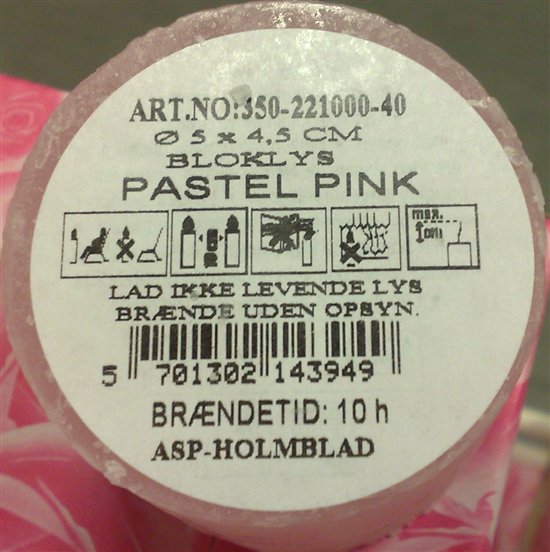 ART.NO:350-221000-40
Ø 5 x 4,5 CM
BLOKLYS
PASTEL PINK
max.
1cm
LAD IKKE LEVENDE LYS
BRÆNDE UDEN OPSYN.
5 701302 143949
BRÆNDETID: 10 h
ASP-HOLMBLAD